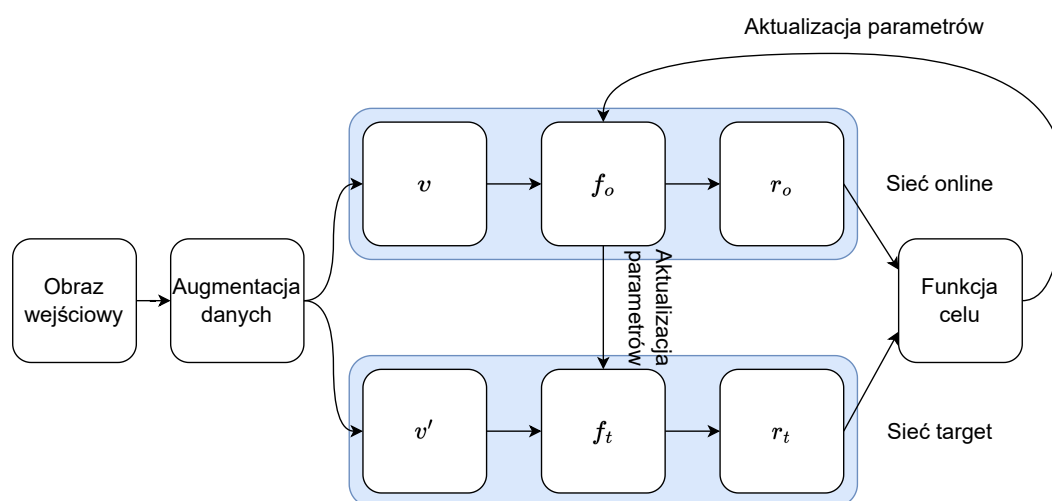 Aktualizacja parametrów
v
f_o
r_o
Sieć online
Aktualizacja
parametrów
Obraz
wejściowy
Augmentacja
danych
Funkcja
celu
v'
f_t
r_t
Sieć target